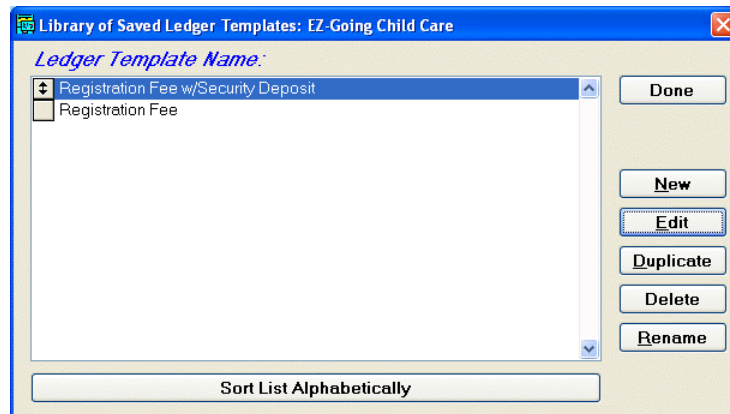 Library of Saved Ledger Templates: EZ-Going Child Care
Ledger Template Name:
Registration Fee w/Security Deposit
Registration Fee
Done
New
Edit
Duplicate
Delete
Rename
Sort List Alphabetically